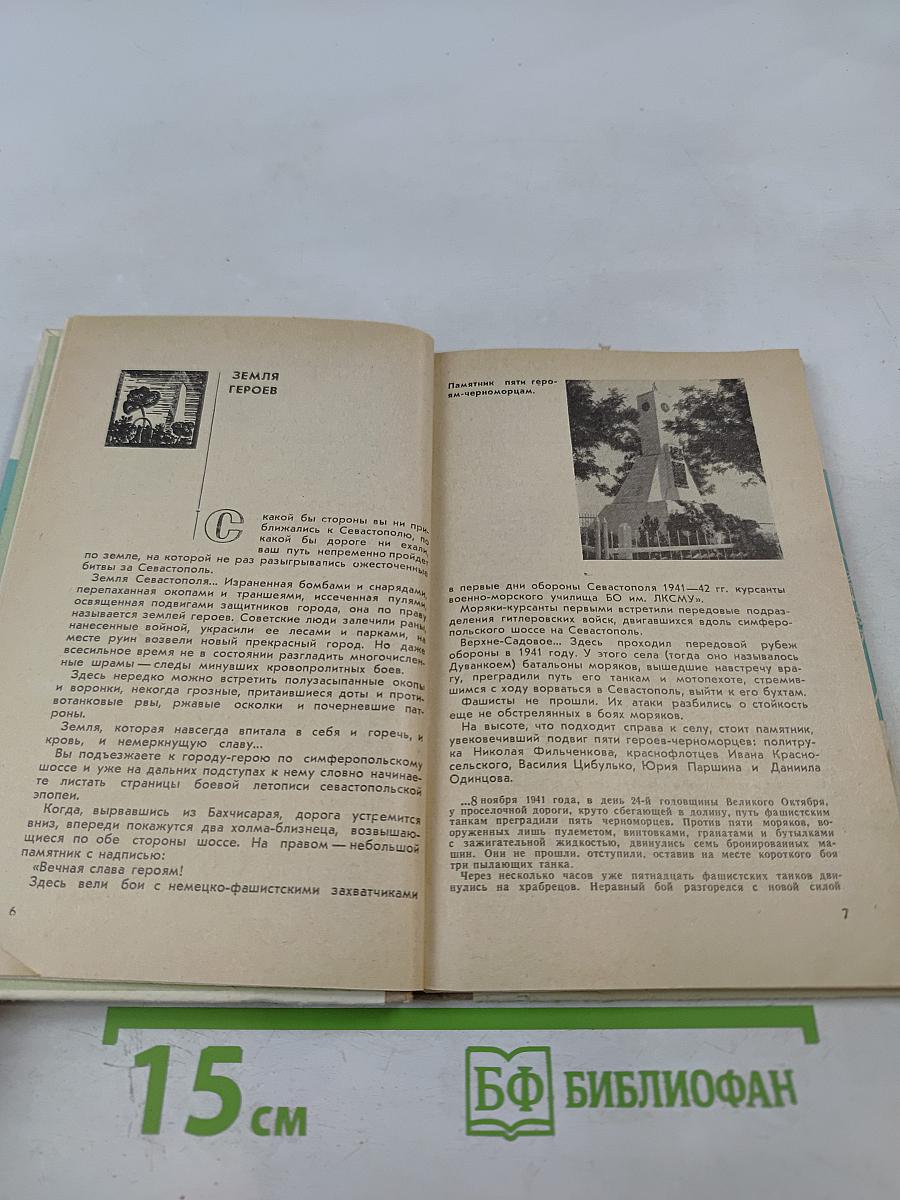 ЗЕМЛЯ
ГЕРОЕВ
С какой бы стороны вы ни при-
ближались к Севастополю, по
какой бы дороге ни ехали,
ваш путь непременно пройдет
по земле, на которой не раз разыгрывались ожесточенные
битвы за Севастополь.
Земля Севастополя... Израненная бомбами и снарядами,
перепаханная окопами и траншеями, иссеченная пулями,
освященная подвигами защитников города, она по праву
называется землей героев. Советские люди залечили раны,
нанесенные войной, украсили ее лесами и парками, на
месте руин возвели новый прекрасный город. Но даже
всесильное время не в состоянии разгладить многочислен-
ные шрамы — следы минувших кровопролитных боев.
Здесь нередко можно встретить полузасыпанные окопы
и воронки, некогда грозные, притаившиеся доты и проти-
вотанковые рвы, ржавые осколки и почерневшие пат-
роны.
Земля, которая навсегда впитала в себя и горечь, и
кровь, и немеркнущую славу...
Вы подъезжаете к городу-герою по симферопольскому
шоссе и уже на дальних подступах к нему словно начинае-
те листать страницы боевой летописи севастопольской
эпопеи.
Когда, вырвавшись из Бахчисарая, дорога устремится
вниз, впереди покажутся два холма-близнеца, возвышаю-
щиеся по обе стороны шоссе. На правом — небольшой
памятник с надписью:
«Вечная слава героям!
Здесь вели бои с немецко-фашистскими захватчиками
6
Памятник пяти геро-
ям-черноморцам.
в первые дни обороны Севастополя 1941—42 гг. курсанты
военно-морского училища БО им. ЛКСМУ».
Моряки-курсанты первыми встретили передовые подраз-
деления гитлеровских войск, двигавшихся вдоль симферо-
польского шоссе на Севастополь.
Верхне-Садовое... Здесь проходил передовой рубеж
обороны в 1941 году. У этого села (тогда оно называлось
Дуванкоем) батальоны моряков, вышедшие навстречу вра-
гу, преградили путь его танкам и мотопехоте, стремив-
шимся с ходу ворваться в Севастополь, выйти к его бухтам.
Фашисты не прошли. Их атаки разбились о стойкость
еще не обстрелянных в боях моряков.
На высоте, что подходит справа к селу, стоит памятник,
увековечивший подвиг пяти героев-черноморцев: политру-
ка Николая Фильченкова, краснофлотцев Ивана Красно-
сельского, Василия Цибулько, Юрия Паршина и Даниила
Одинцова.
...8 ноября 1941 года, в день 24-й годовщины Великого Октября,
у проселочной дороги, круто сбегающей в долину, путь фашистским
танкам преградили пять черноморцев. Против пяти моряков, во-
оруженных лишь пулеметом, винтовками, гранатами и бутылками
с зажигательной жидкостью, двинулись семь бронированных ма-
шин. Они не прошли. отступили, оставив на месте короткого боя
три пылающих танка.
Через несколько часов уже пятнадцать фашистских танков дви-
нулись на храбрецов. Неравный бой разгорелся с новой силой
7
15 см
БФ БИБЛИОФАН